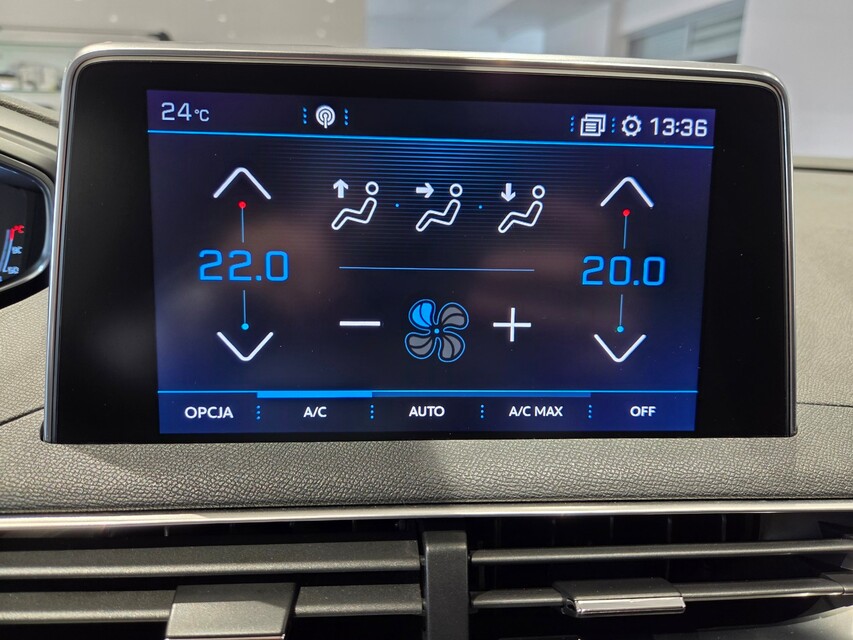 24°C
13:36
22.0
20.0
OPCJA A/C AUTO A/C MAX OFF